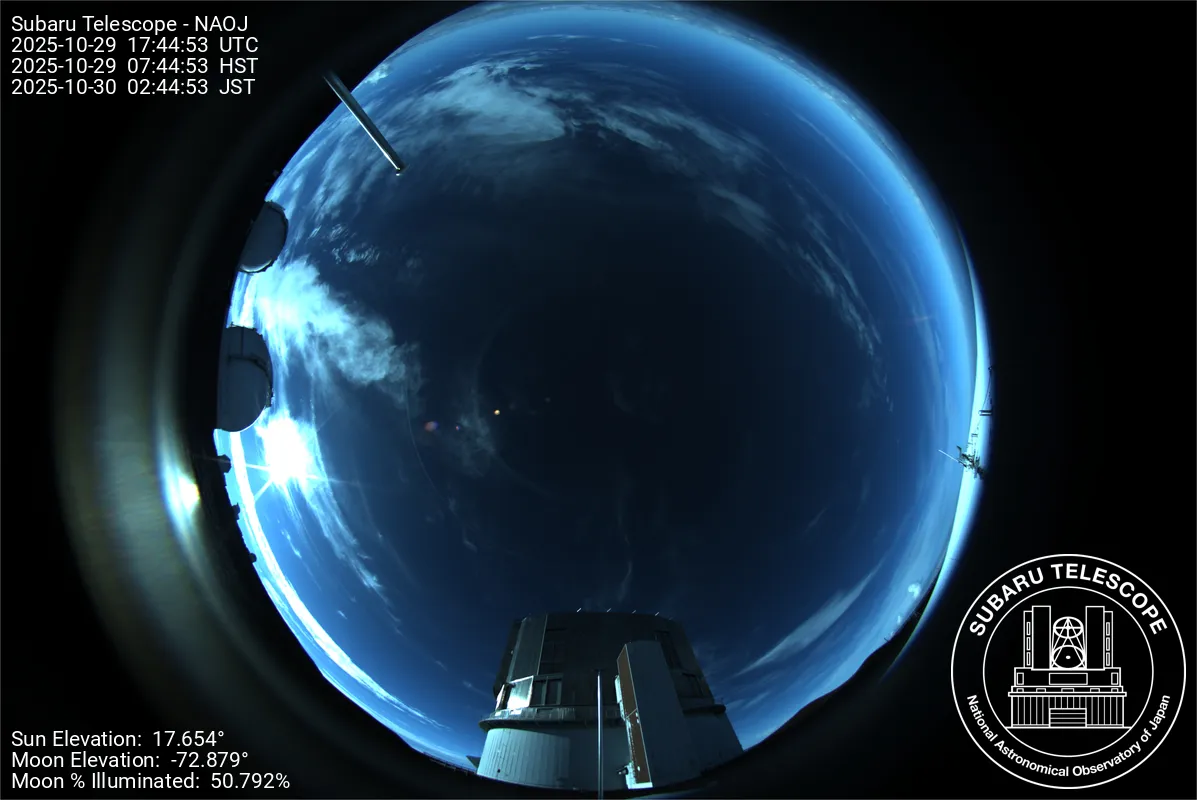 Subaru Telescope - NAOJ
2025-10-29 17:44:53 UTC
2025-10-29 07:44:53 HST
2025-10-30 02:44:53 JST
SUBARU TELESCOPE
National Astronomical Observatory of Japan
Sun Elevation: 17.654°
Moon Elevation: -72.879°
Moon % Illuminated: 50.792%